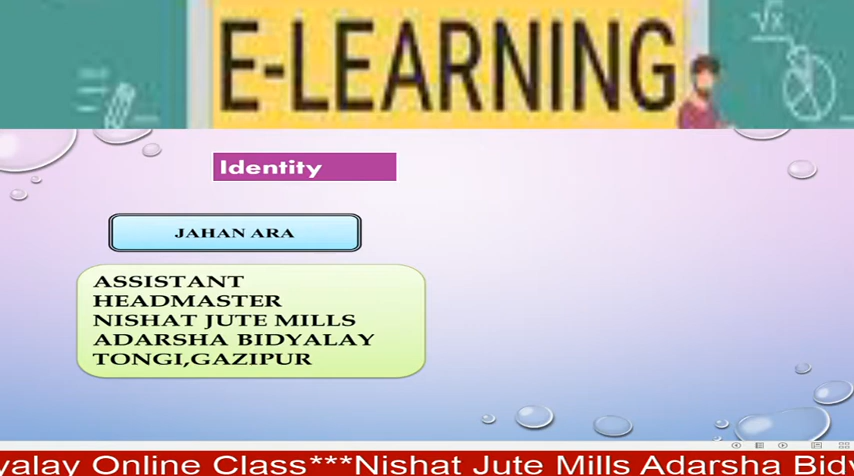 E-LEARNING
√x
Identity
JAHAN ARA
ASSISTANT
HEADMASTER
NISHAT JUTE MILLS
ADARSHA BIDYALAY
TONGI,GAZIPUR
yalay Online Class***Nishat Jute Mills Adarsha Bidy